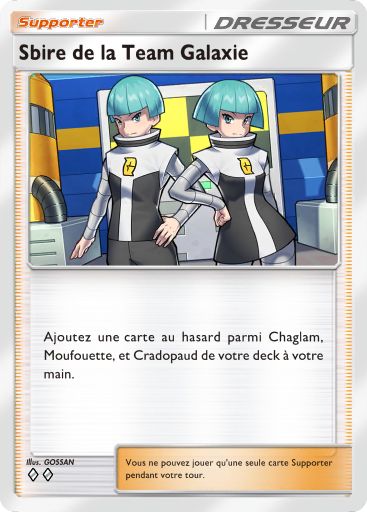 Supporter
DRESSEUR
Sbire de la Team Galaxie
Ajoutez une carte au hasard parmi Chaglam,
Moufouette, et Cradopaud de votre deck à votre
main.
Illus. GOSSAN
Vous ne pouvez jouer qu'une seule carte Supporter
pendant votre tour.